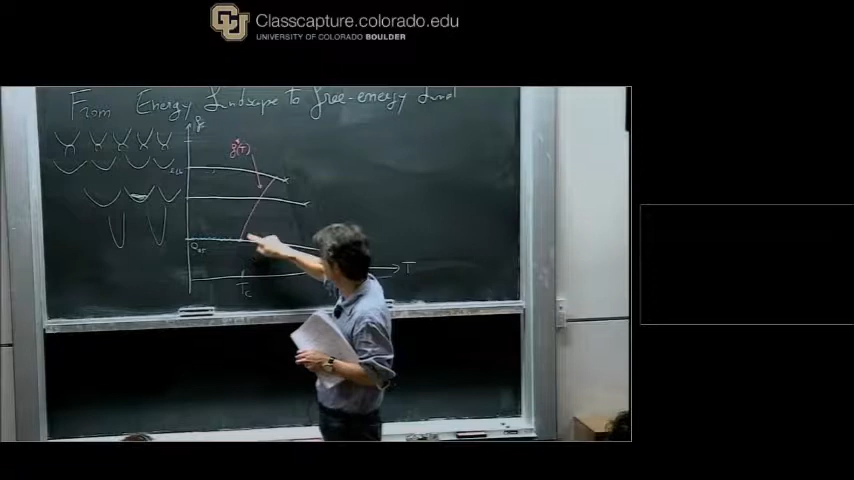 Classcapture.colorado.edu
UNIVERSITY OF COLORADO BOULDER
From Energy Landscape to free-energy Land
T
Tc